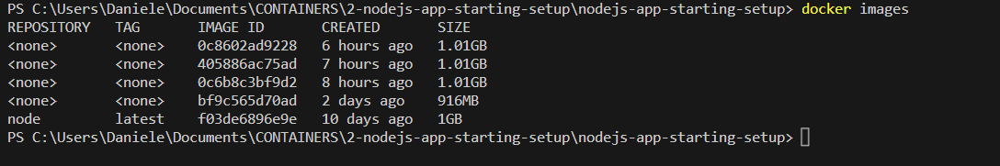 PS C:\Users\Daniele\Documents\CONTAINERS\2-nodejs-app-starting-setup\nodejs-app-starting-setup> docker images
REPOSITORY   TAG       IMAGE ID       CREATED        SIZE
<none>       <none>    0c8602ad9228   6 hours ago    1.01GB
<none>       <none>    405886ac75ad   7 hours ago    1.01GB
<none>       <none>    0c6b8c3bf9d2   8 hours ago    1.01GB
<none>       <none>    bf9c565d70ad   2 days ago     916MB
node         latest    f03de6896e9e   10 days ago    1GB
PS C:\Users\Daniele\Documents\CONTAINERS\2-nodejs-app-starting-setup\nodejs-app-starting-setup>